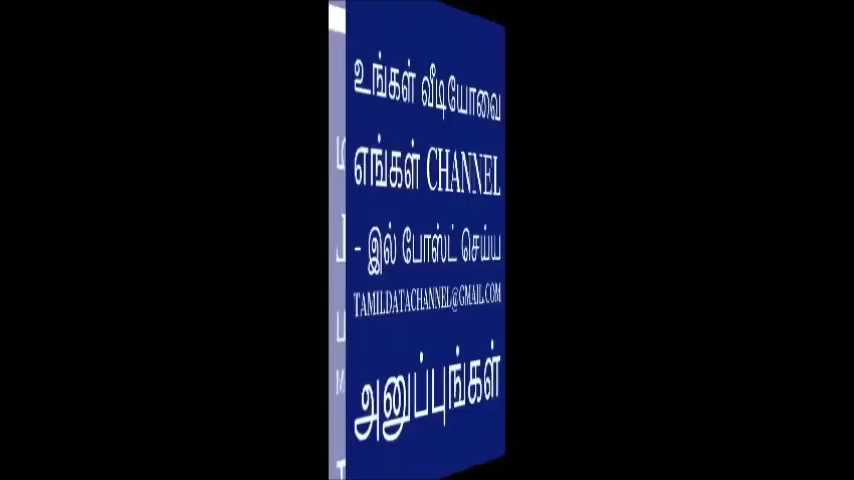 உங்கள் வீடியோவை
எங்கள் CHANNEL
- இல் போஸ்ட் செய்ய
TAMILDATACHANNEL@GMAIL.COM
அனுப்புங்கள்